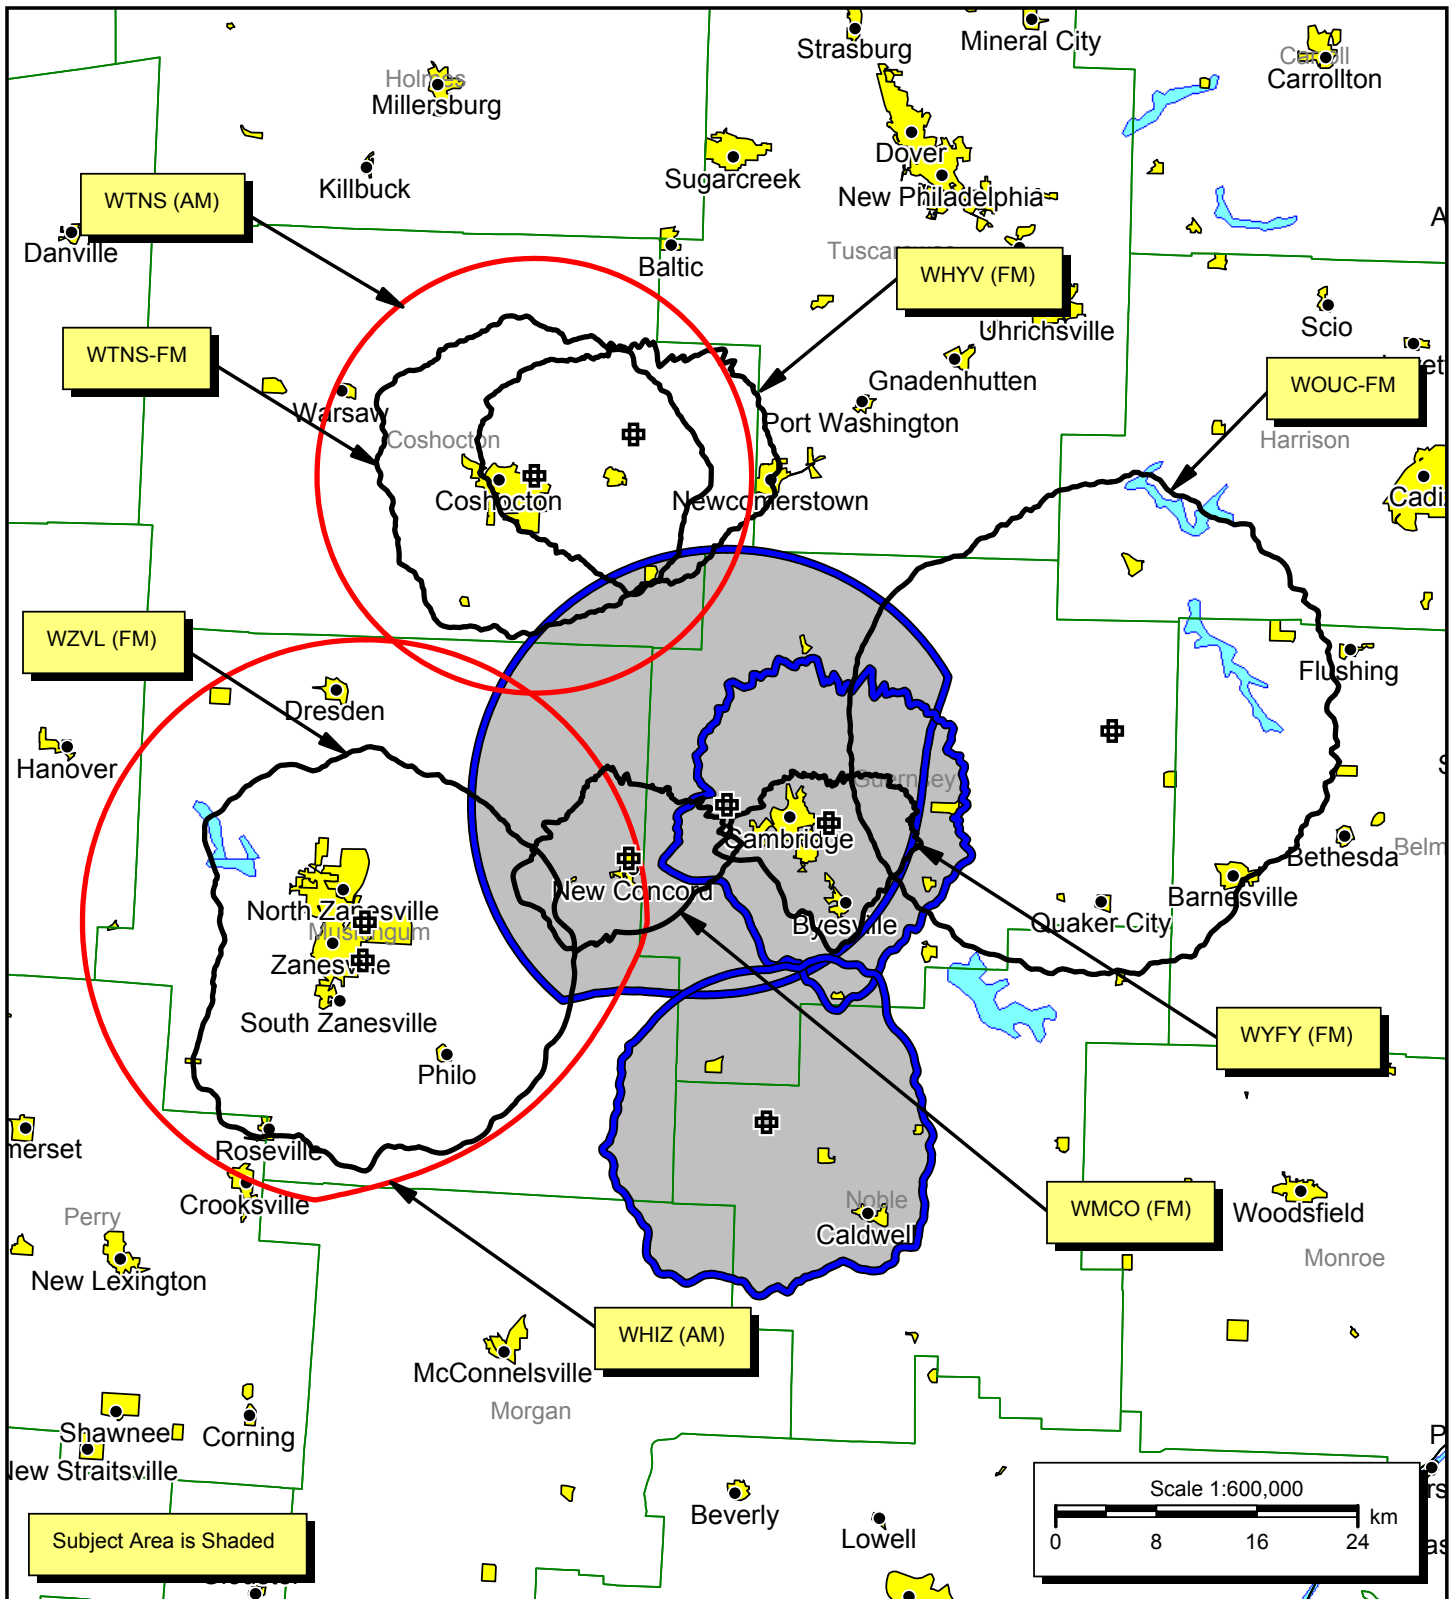 Strasburg
Mineral City
Carroll
Carrollton
Holmes
Millersburg
Dover
Killbuck
Sugarcreek
New Philadelphia
WTNS (AM)
Danville
Baltic
Tuscarawas
WHYV (FM)
Uhrichsville
Scio
WTNS-FM
Gnadenhutten
WOUC-FM
Warsaw
Port Washington
Coshocton
Harrison
Coshocton
Newcomerstown
WZVL (FM)
Flushing
Dresden
Hanover
Guernsey
Cambridge
Bethesda
New Concord
Barnesville
North Zanesville
Byesville
Quaker City
Muskingum
Zanesville
South Zanesville
WYFY (FM)
Philo
Roseville
Crooksville
Noble
WMCO (FM)
Woodsfield
Perry
Caldwell
New Lexington
Monroe
WHIZ (AM)
McConnelsville
Morgan
Shawnee
Corning
New Straitsville
Scale 1:600,000
km
0 8 16 24
Beverly
Lowell
Subject Area is Shaded